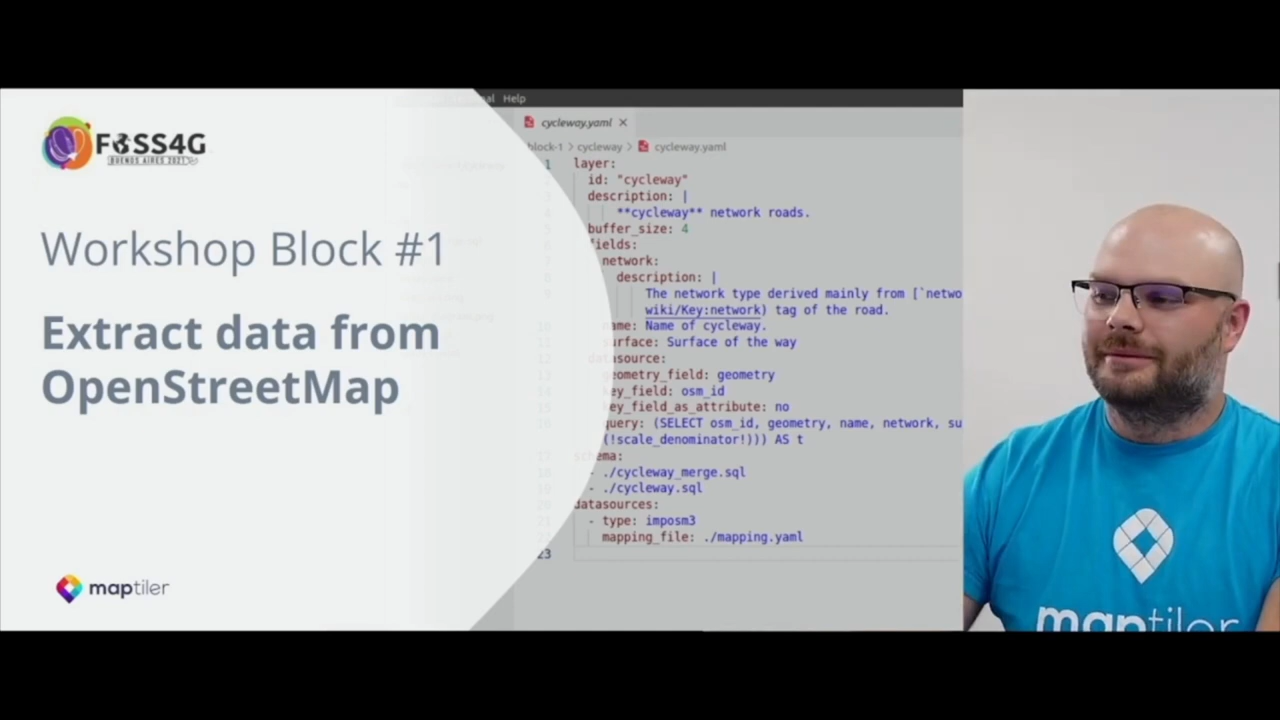 FOSS4G
BUENOS AIRES 2021
Workshop Block #1
Extract data from
OpenStreetMap
maptiler
Help
cycleway.yaml
block-1 > cycleway > cycleway.yaml
layer:
id: "cycleway"
description: |
**cycleway** network roads.
buffer_size: 4
fields:
network:
description: |
The network type derived mainly from [`netwo
wiki/Key:network) tag of the road.
name: Name of cycleway.
surface: Surface of the way
datasource:
geometry_field: geometry
key_field: osm_id
key_field_as_attribute: no
query: (SELECT osm_id, geometry, name, network, su
(!scale_denominator!))) AS t
schema:
- ./cycleway_merge.sql
- ./cycleway.sql
datasources:
- type: imposm3
mapping_file: ./mapping.yaml
23
maptiler